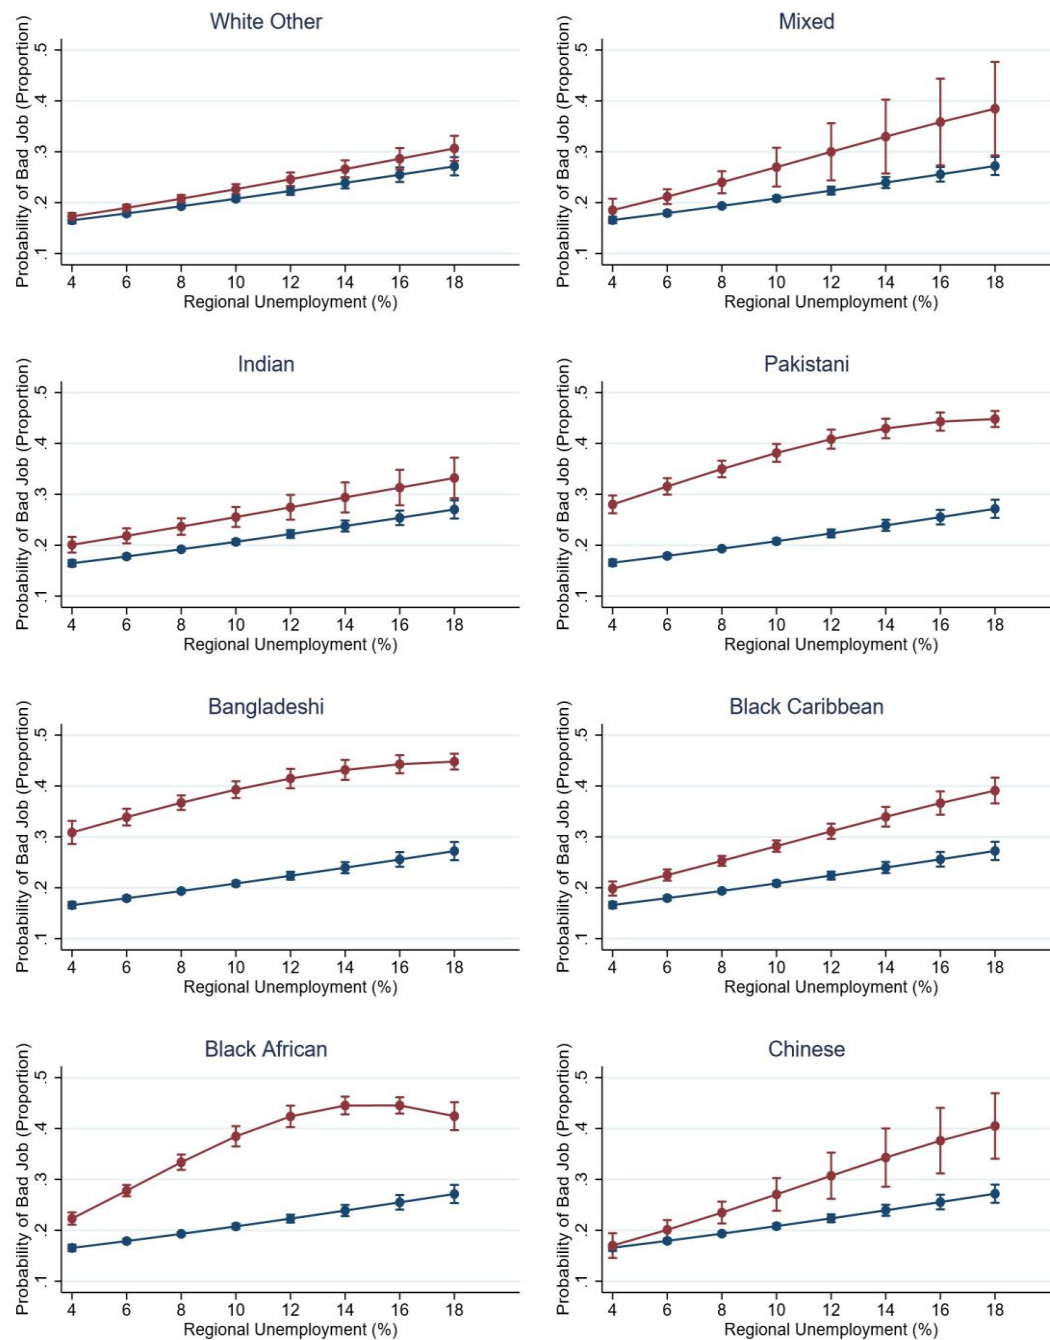 White Other
Probability of Bad Job (Proportion)
.5
.4
.3
.2
.1
4 6 8 10 12 14 16 18
Regional Unemployment (%)
Mixed
Probability of Bad Job (Proportion)
.5
.4
.3
.2
.1
4 6 8 10 12 14 16 18
Regional Unemployment (%)
Indian
Probability of Bad Job (Proportion)
.5
.4
.3
.2
.1
4 6 8 10 12 14 16 18
Regional Unemployment (%)
Pakistani
Probability of Bad Job (Proportion)
.5
.4
.3
.2
.1
4 6 8 10 12 14 16 18
Regional Unemployment (%)
Bangladeshi
Probability of Bad Job (Proportion)
.5
.4
.3
.2
.1
4 6 8 10 12 14 16 18
Regional Unemployment (%)
Black Caribbean
Probability of Bad Job (Proportion)
.5
.4
.3
.2
.1
4 6 8 10 12 14 16 18
Regional Unemployment (%)
Black African
Probability of Bad Job (Proportion)
.5
.4
.3
.2
.1
4 6 8 10 12 14 16 18
Regional Unemployment (%)
Chinese
Probability of Bad Job (Proportion)
.5
.4
.3
.2
.1
4 6 8 10 12 14 16 18
Regional Unemployment (%)